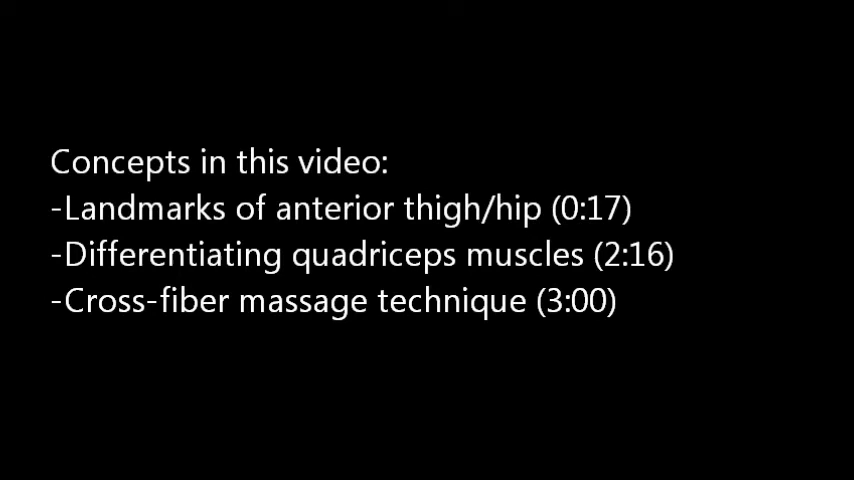 Concepts in this video:
-Landmarks of anterior thigh/hip (0:17)
-Differentiating quadriceps muscles (2:16)
-Cross-fiber massage technique (3:00)